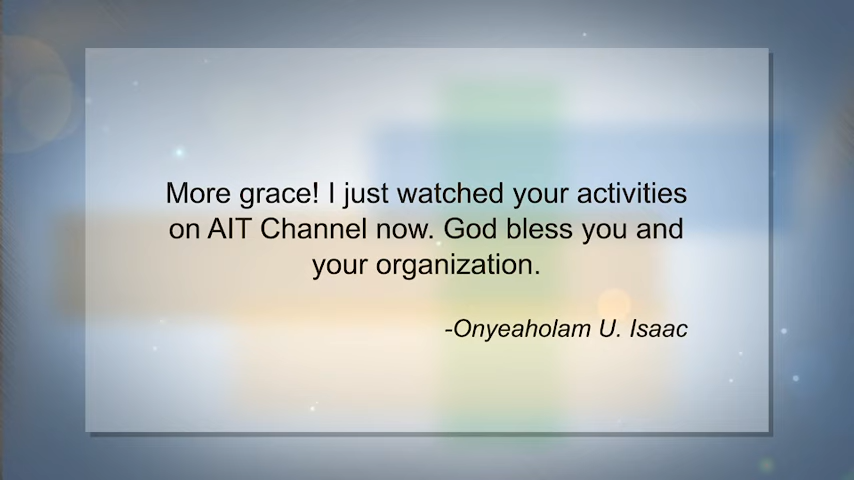 More grace! I just watched your activities
on AIT Channel now. God bless you and
your organization.
-Onyeaholam U. Isaac